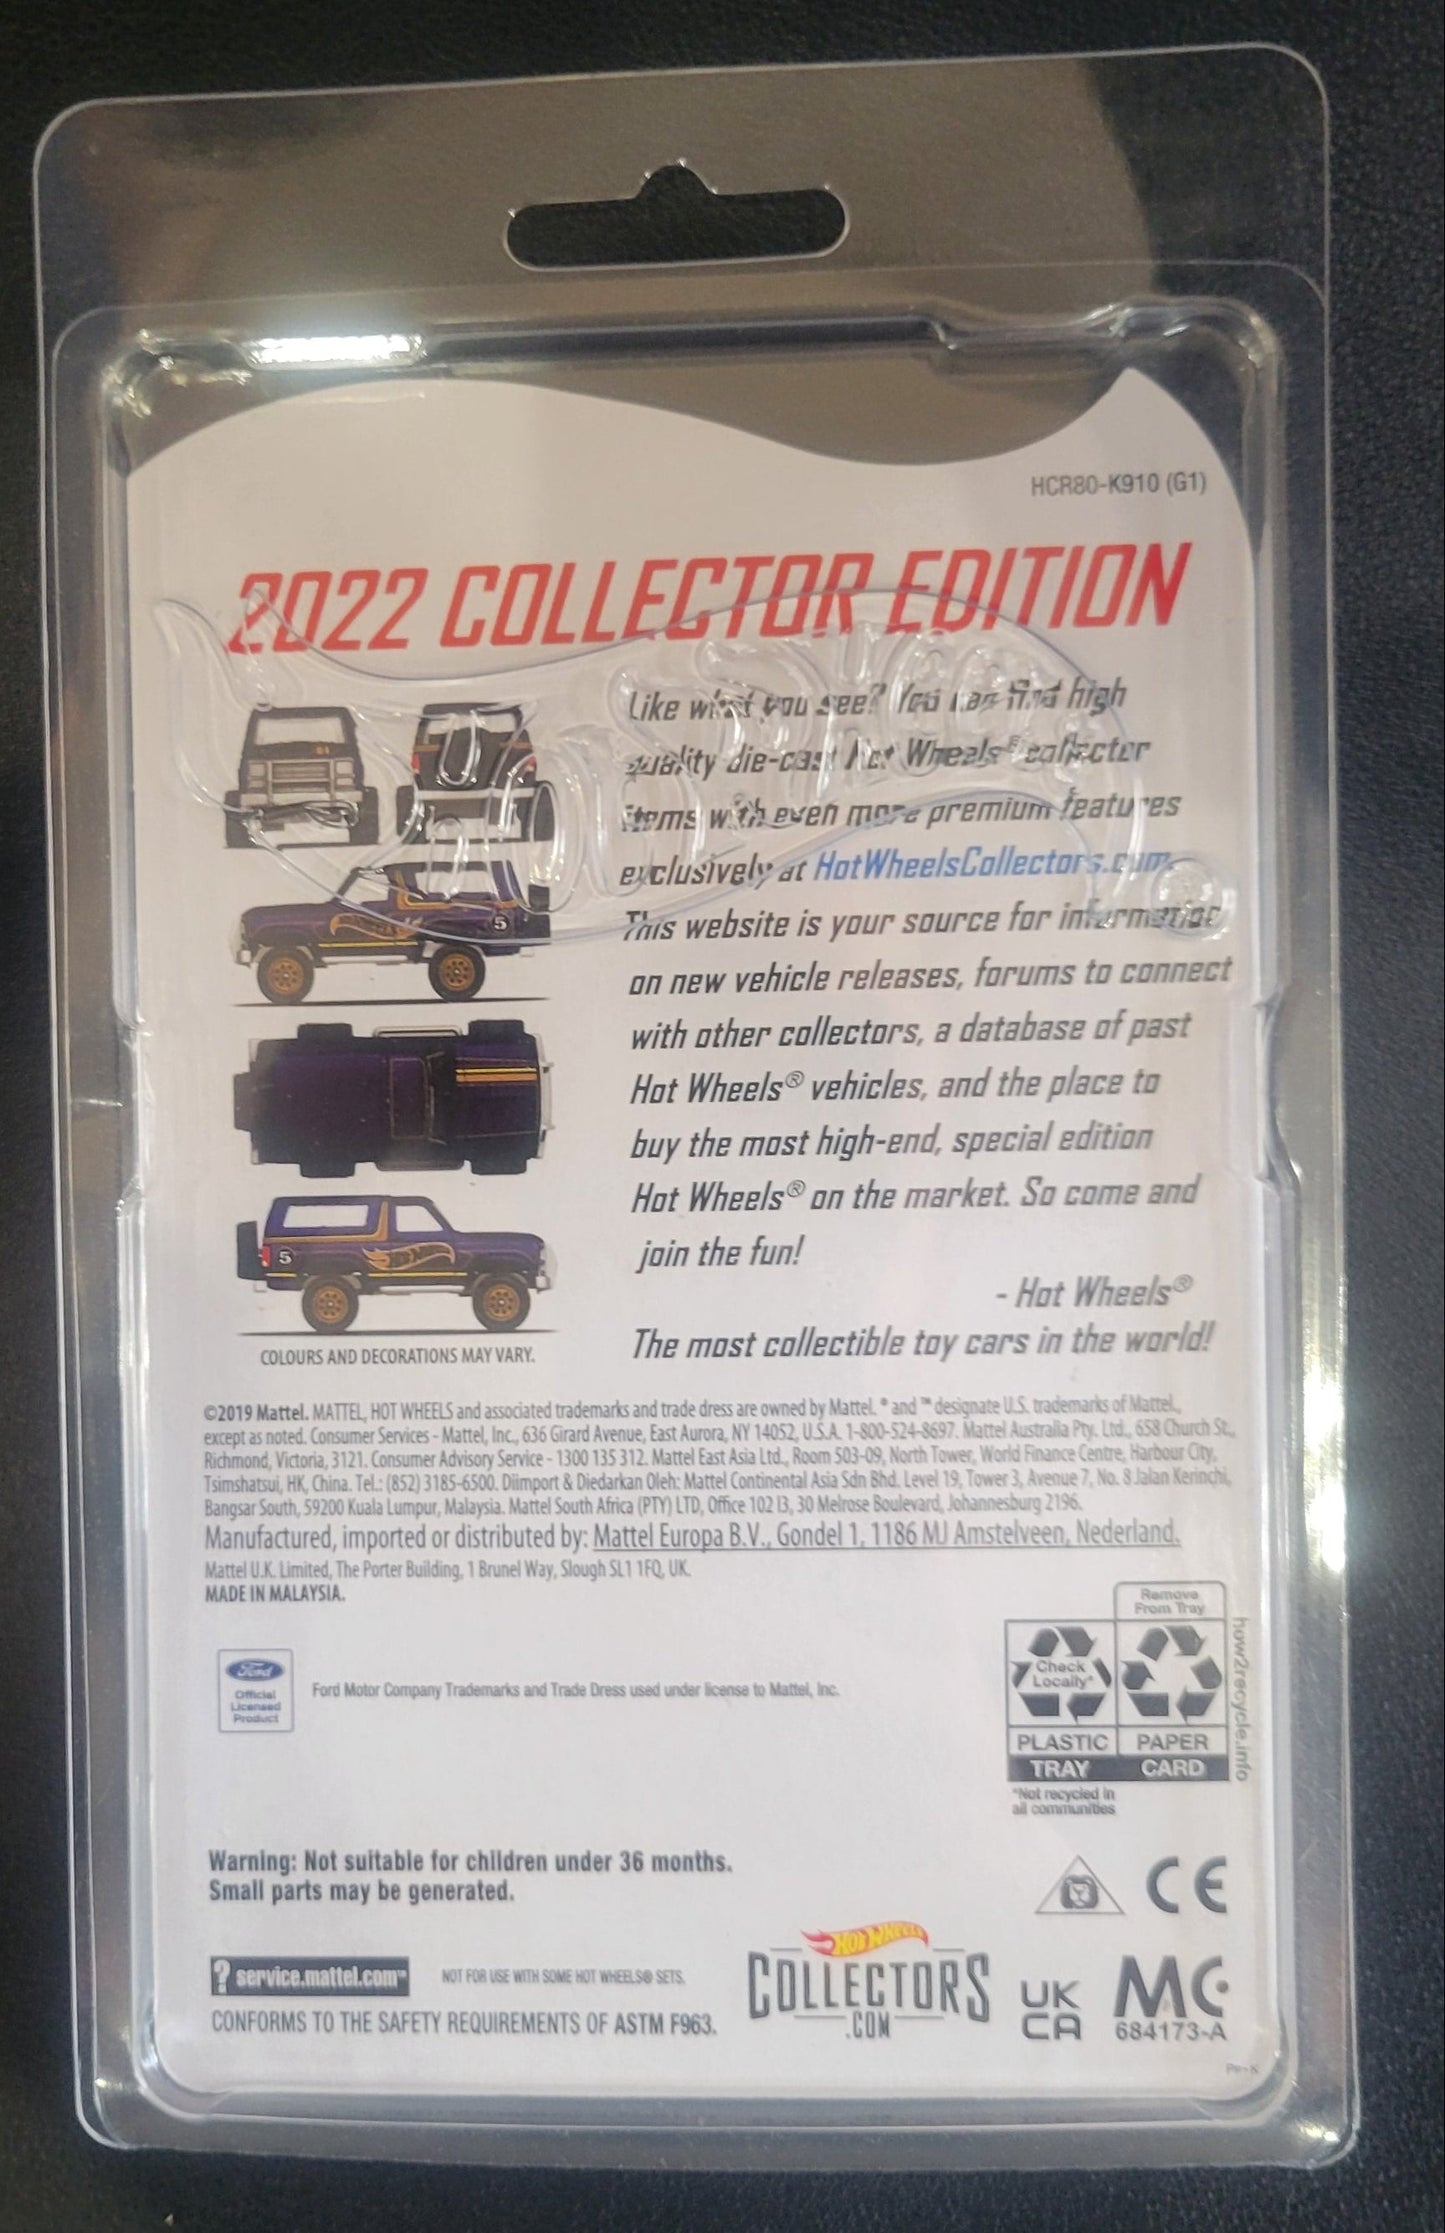 HCR80-K910 (G1)
2022 COLLECTOR EDITION
Like what you see? You can find high
quality die-cast Hot Wheels® collector
items with even more premium features
exclusively at HotWheelsCollectors.com.
This website is your source for information
on new vehicle releases, forums to connect
with other collectors, a database of past
Hot Wheels® vehicles, and the place to
buy the most high-end, special edition
Hot Wheels® on the market. So come and
join the fun!
- Hot Wheels®
The most collectible toy cars in the world!
5
5
HOT WHEELS
COLOURS AND DECORATIONS MAY VARY.
©2019 Mattel. MATTEL, HOT WHEELS and associated trademarks and trade dress are owned by Mattel. ® and ™ designate U.S. trademarks of Mattel,
except as noted. Consumer Services - Mattel, Inc., 636 Girard Avenue, East Aurora, NY 14052, U.S.A. 1-800-524-8697. Mattel Australia Pty. Ltd., 658 Church St.,
Richmond, Victoria, 3121. Consumer Advisory Service - 1300 135 312. Mattel East Asia Ltd., Room 503-09, North Tower, World Finance Centre, Harbour City,
Tsimshatsui, HK, China. Tel.: (852) 3185-6500. Diimport & Diedarkan Oleh: Mattel Continental Asia Sdn Bhd. Level 19, Tower 3, Avenue 7, No. 8 Jalan Kerinchi,
Bangsar South, 59200 Kuala Lumpur, Malaysia. Mattel South Africa (PTY) LTD, Office 102 I3, 30 Melrose Boulevard, Johannesburg 2196.
Manufactured, imported or distributed by: Mattel Europa B.V., Gondel 1, 1186 MJ Amstelveen, Nederland.
Mattel U.K. Limited, The Porter Building, 1 Brunel Way, Slough SL1 1FQ, UK.
MADE IN MALAYSIA.
Remove
From Tray
Check
Locally*
PLASTIC PAPER
TRAY CARD
*Not recycled in
all communities
how2recycle.info
Ford
Official
Licensed
Product
Ford Motor Company Trademarks and Trade Dress used under license to Mattel, Inc.
Warning: Not suitable for children under 36 months.
Small parts may be generated.
CE
? service.mattel.com™
NOT FOR USE WITH SOME HOT WHEELS® SETS.
CONFORMS TO THE SAFETY REQUIREMENTS OF ASTM F963.
HOT WHEELS
COLLECTORS
.COM
UK
CA
MC
684173-A